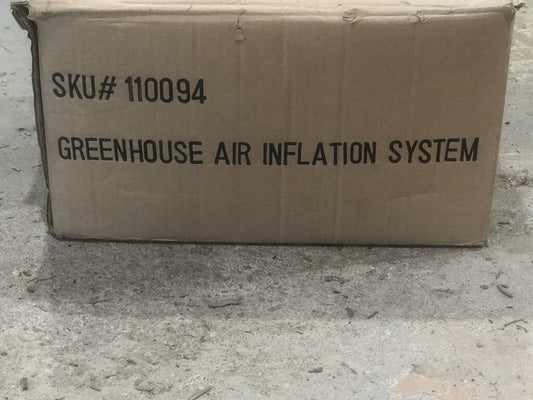 SKU# 110094
GREENHOUSE AIR INFLATION SYSTEM